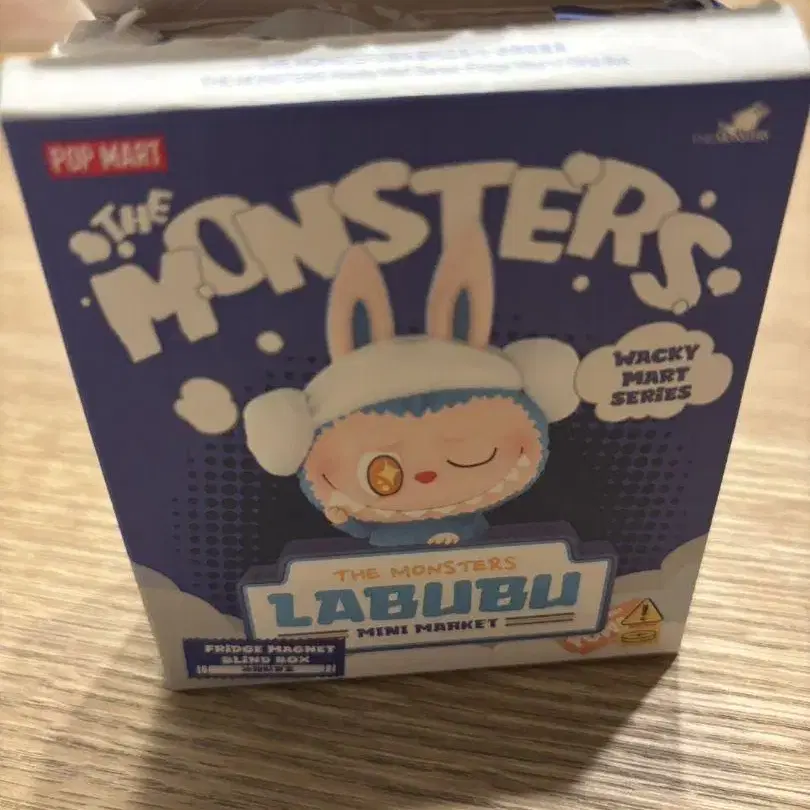 POP MART
THE
MONSTERS
WACKY
MART
SERIES
THE MONSTERS
LABUBU
MINI MARKET
FRIDGE MAGNET
BLIND BOX